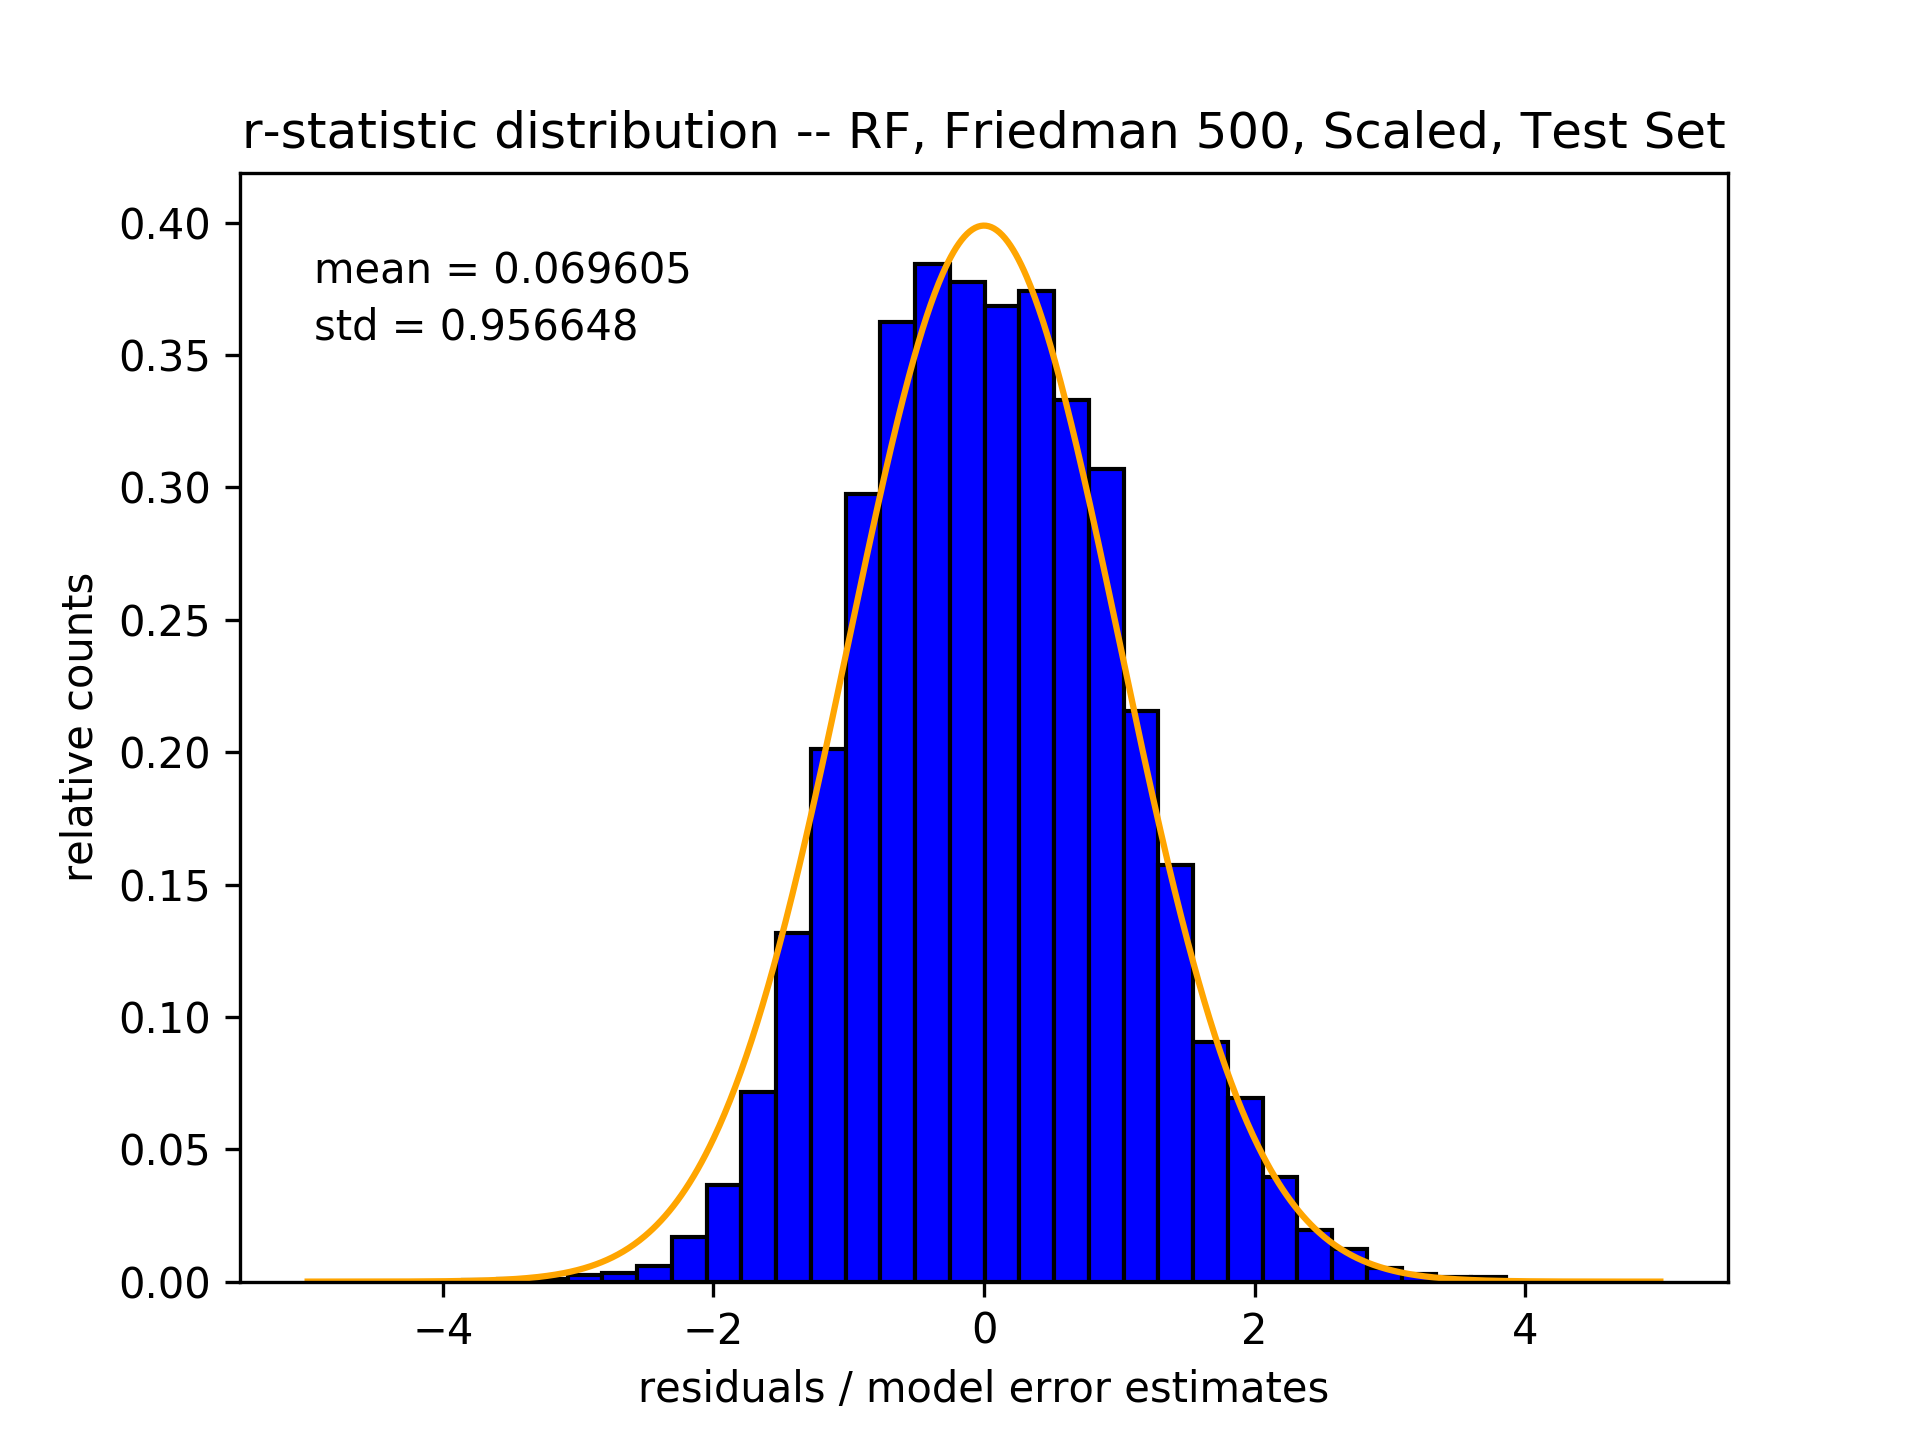 r-statistic distribution -- RF, Friedman 500, Scaled, Test Set
mean = 0.069605
std = 0.956648
0.40
0.35
0.30
0.25
0.20
0.15
0.10
0.05
0.00
relative counts
−4
−2
0
2
4
residuals / model error estimates